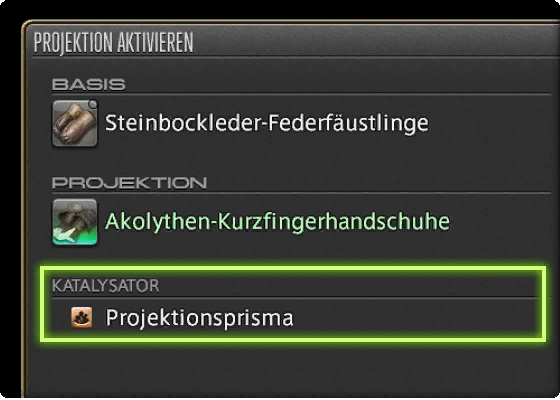 PROJEKTION AKTIVIEREN
BASIS
Steinbockleder-Federfäustlinge
PROJEKTION
Akolythen-Kurzfingerhandschuhe
KATALYSATOR
Projektionsprisma